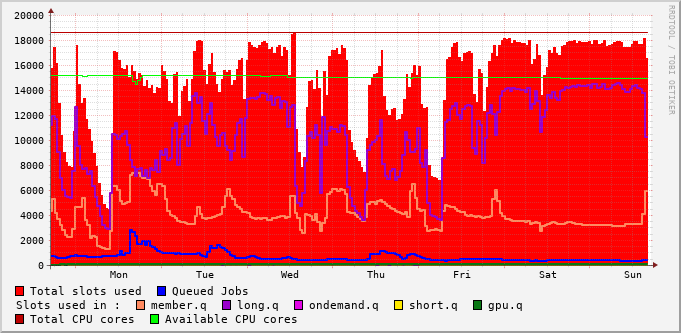 20000
18000
16000
14000
12000
10000
8000
6000
4000
2000
0
Mon Tue Wed Thu Fri Sat Sun
RRDTOOL / TOBI OETIKER
Total slots used Queued Jobs
Slots used in : member.q long.q ondemand.q short.q gpu.q
Total CPU cores Available CPU cores